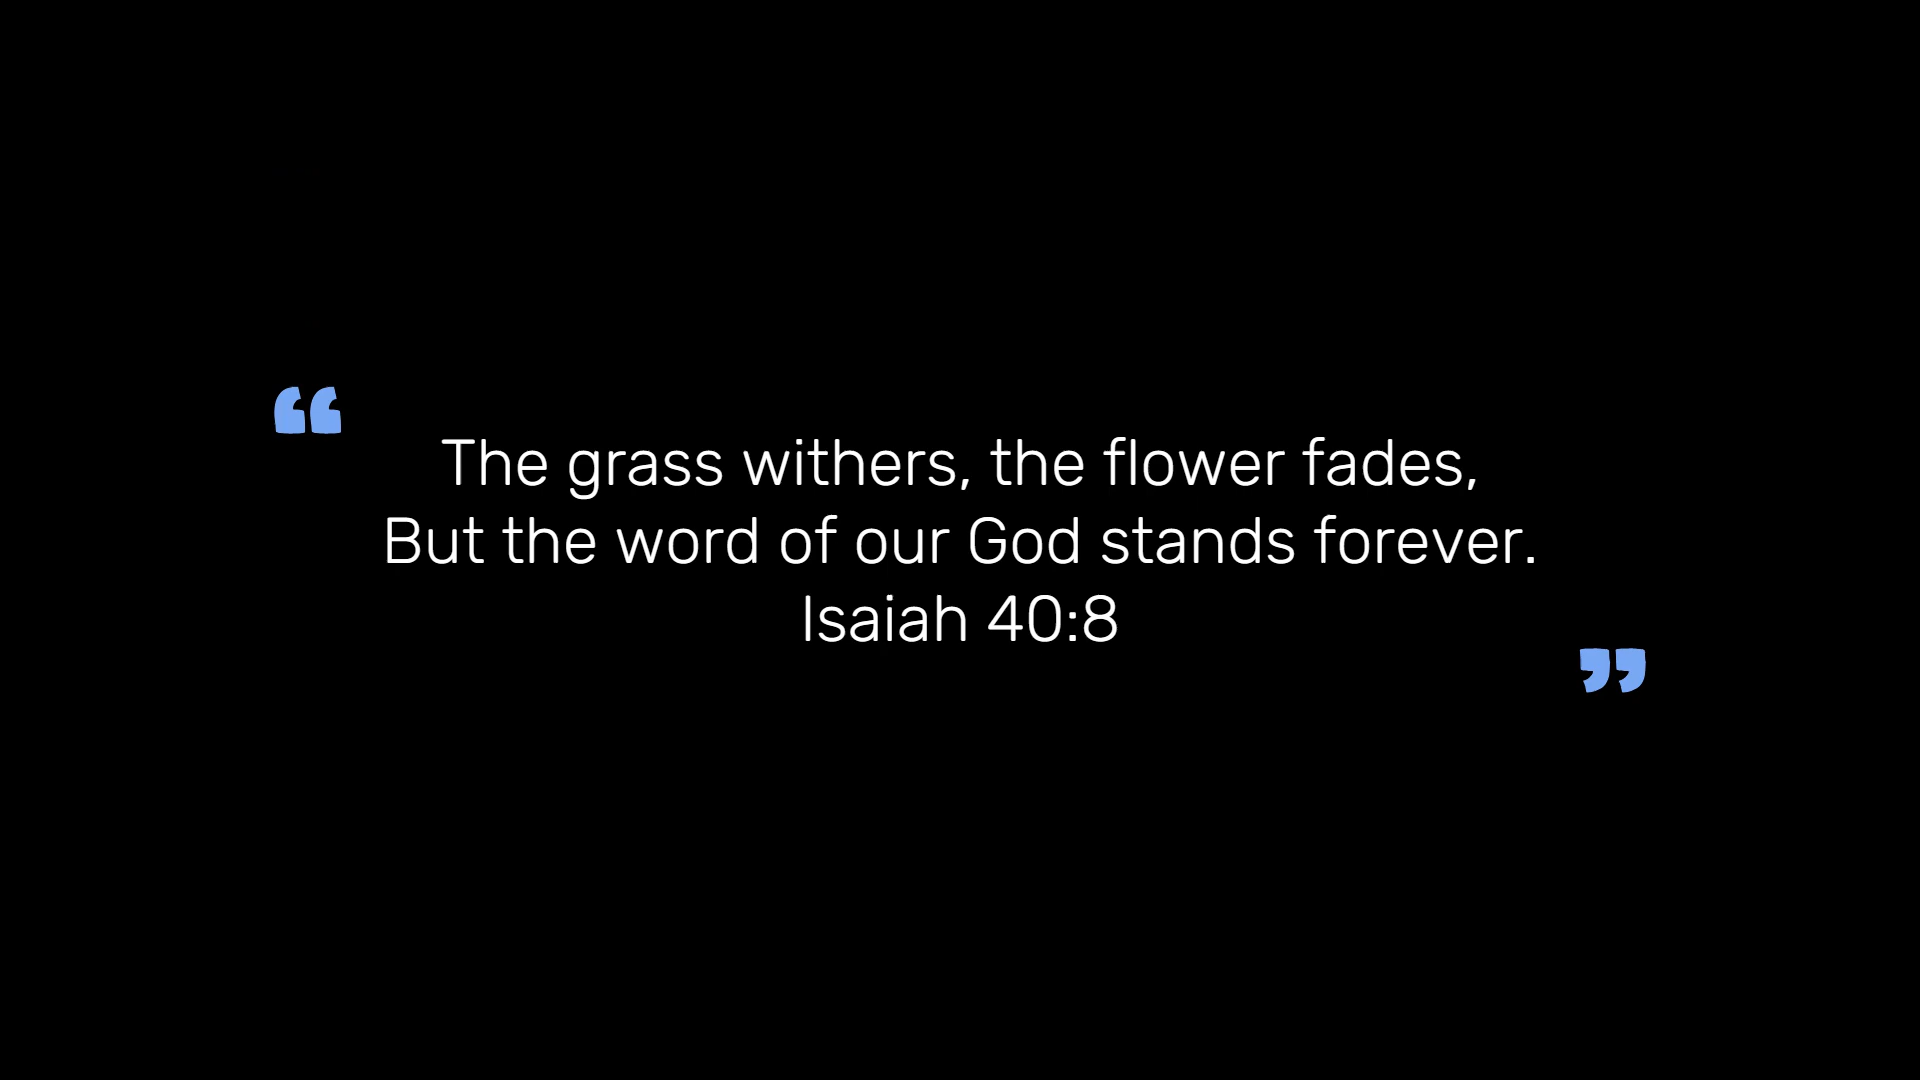 “
The grass withers, the flower fades,
But the word of our God stands forever.
Isaiah 40:8
”